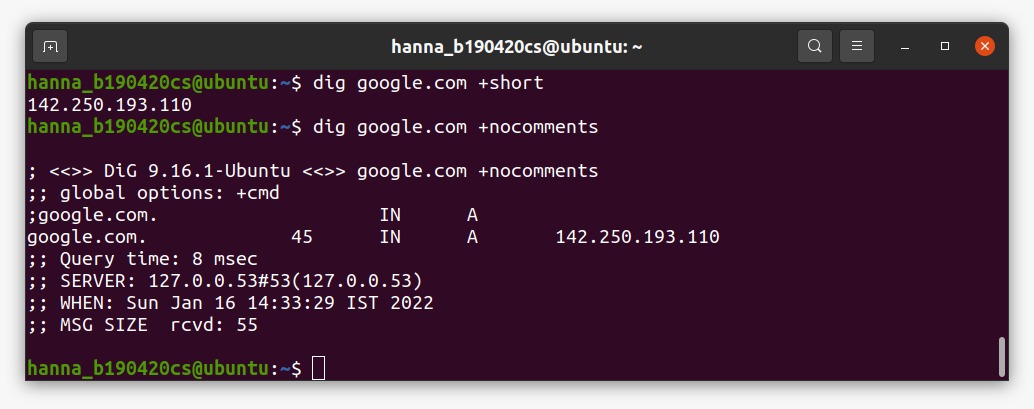 hanna_b190420cs@ubuntu: ~
hanna_b190420cs@ubuntu:~$ dig google.com +short
142.250.193.110
hanna_b190420cs@ubuntu:~$ dig google.com +nocomments
; <<>> DiG 9.16.1-Ubuntu <<>> google.com +nocomments
;; global options: +cmd
;google.com. IN A
google.com. 45 IN A 142.250.193.110
;; Query time: 8 msec
;; SERVER: 127.0.0.53#53(127.0.0.53)
;; WHEN: Sun Jan 16 14:33:29 IST 2022
;; MSG SIZE  rcvd: 55
hanna_b190420cs@ubuntu:~$